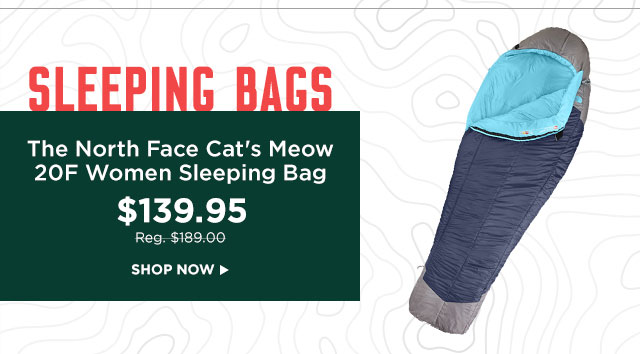 SLEEPING BAGS
The North Face Cat's Meow
20F Women Sleeping Bag
$139.95
Reg. $189.00
SHOP NOW ▶